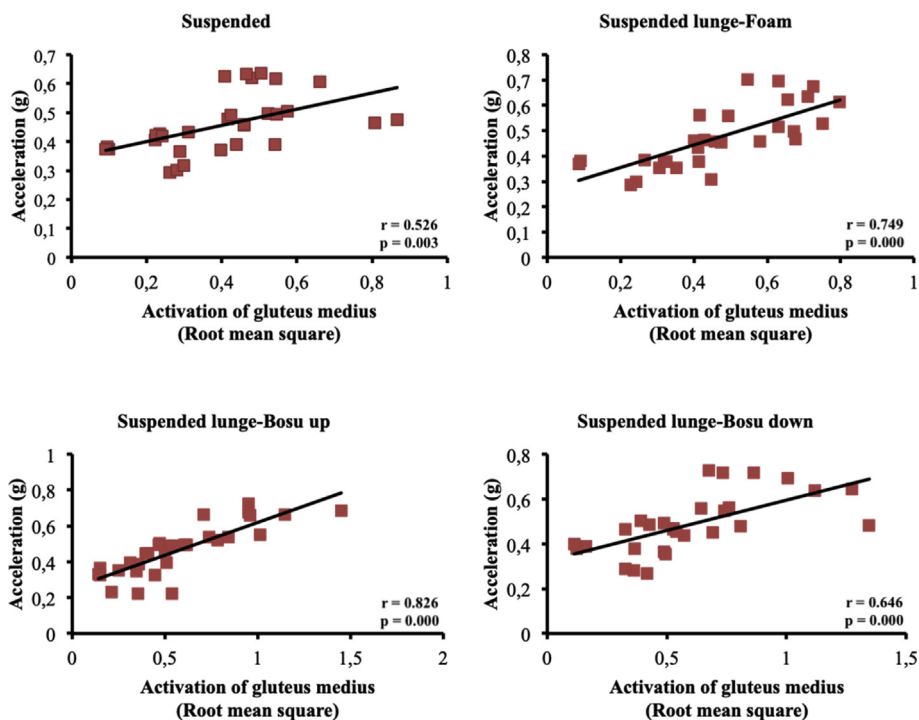 Suspended
Acceleration (g)
0,7
0,6
0,5
0,4
0,3
0,2
0,1
0
r = 0.526
p = 0.003
0 0,2 0,4 0,6 0,8 1
Activation of gluteus medius
(Root mean square)
Suspended lunge-Foam
Acceleration (g)
0,8
0,7
0,6
0,5
0,4
0,3
0,2
0,1
0
r = 0.749
p = 0.000
0 0,2 0,4 0,6 0,8 1
Activation of gluteus medius
(Root mean square)
Suspended lunge-Bosu up
Acceleration (g)
1
0,8
0,6
0,4
0,2
0
r = 0.826
p = 0.000
0 0,5 1 1,5 2
Activation of gluteus medius
(Root mean square)
Suspended lunge-Bosu down
Acceleration (g)
0,8
0,6
0,4
0,2
0
r = 0.646
p = 0.000
0 0,5 1 1,5
Activation of gluteus medius
(Root mean square)